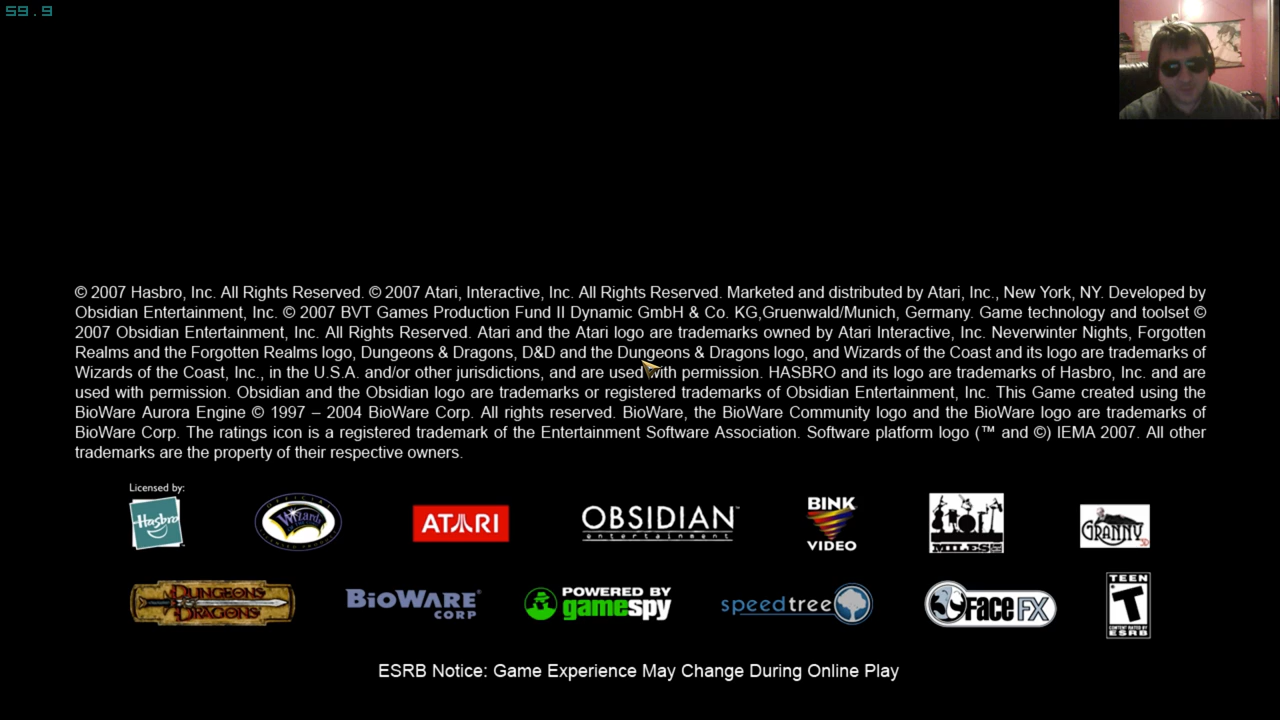 59.9
© 2007 Hasbro, Inc. All Rights Reserved. © 2007 Atari, Interactive, Inc. All Rights Reserved. Marketed and distributed by Atari, Inc., New York, NY. Developed by
Obsidian Entertainment, Inc. © 2007 BVT Games Production Fund II Dynamic GmbH & Co. KG,Gruenwald/Munich, Germany. Game technology and toolset ©
2007 Obsidian Entertainment, Inc. All Rights Reserved. Atari and the Atari logo are trademarks owned by Atari Interactive, Inc. Neverwinter Nights, Forgotten
Realms and the Forgotten Realms logo, Dungeons & Dragons, D&D and the Dungeons & Dragons logo, and Wizards of the Coast and its logo are trademarks of
Wizards of the Coast, Inc., in the U.S.A. and/or other jurisdictions, and are used with permission. HASBRO and its logo are trademarks of Hasbro, Inc. and are
used with permission. Obsidian and the Obsidian logo are trademarks or registered trademarks of Obsidian Entertainment, Inc. This Game created using the
BioWare Aurora Engine © 1997 – 2004 BioWare Corp. All rights reserved. BioWare, the BioWare Community logo and the BioWare logo are trademarks of
BioWare Corp. The ratings icon is a registered trademark of the Entertainment Software Association. Software platform logo (™ and ©) IEMA 2007. All other
trademarks are the property of their respective owners.
Licensed by:
Hasbro
OFFICIAL
Wizards
ATARI
OBSIDIAN™
entertainment
BINK
VIDEO
MILES
GRANNY
DUNGEONS
DRAGONS
BIOWARE®
CORP
POWERED BY
gamespy
speedtree
FaceFX
TEEN
T
CONTENT RATED BY
ESRB
ESRB Notice: Game Experience May Change During Online Play